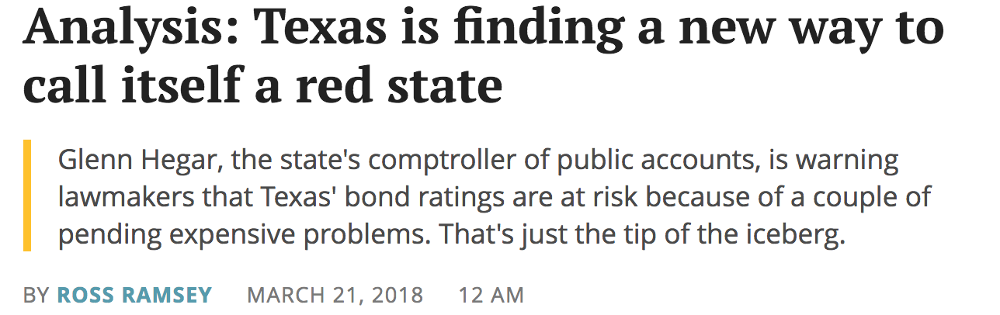 Analysis: Texas is finding a new way to
call itself a red state
Glenn Hegar, the state's comptroller of public accounts, is warning
lawmakers that Texas' bond ratings are at risk because of a couple of
pending expensive problems. That's just the tip of the iceberg.
BY ROSS RAMSEY MARCH 21, 2018 12 AM